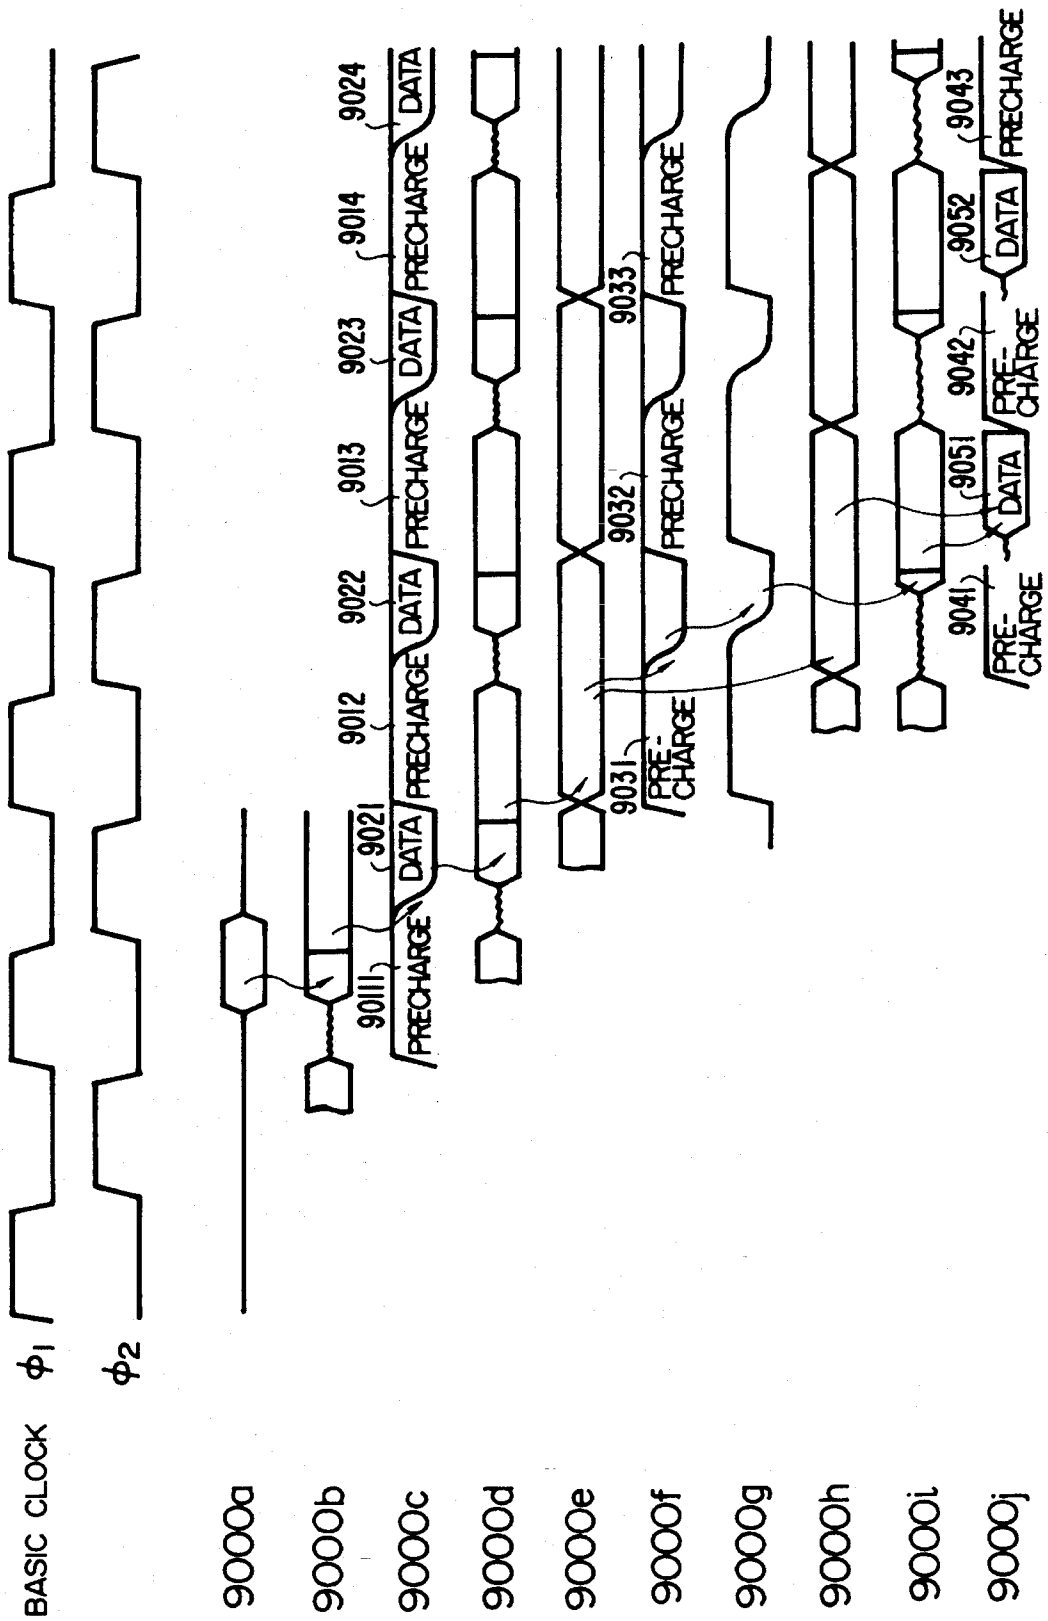 BASIC CLOCK φ1
φ2
9000a
9000b
9000c
90111
PRECHARGE
9021
DATA
9012
PRECHARGE
9022
DATA
9013
PRECHARGE
9023
DATA
9014
PRECHARGE
9024
DATA
9000d
9000e
9000f
9031
PRE-
CHARGE
9032
PRECHARGE
9033
PRECHARGE
9000g
9000h
9000i
9000j
9041
PRE-
CHARGE
9051
DATA
9042
PRE-
CHARGE
9052
DATA
9043
PRECHARGE